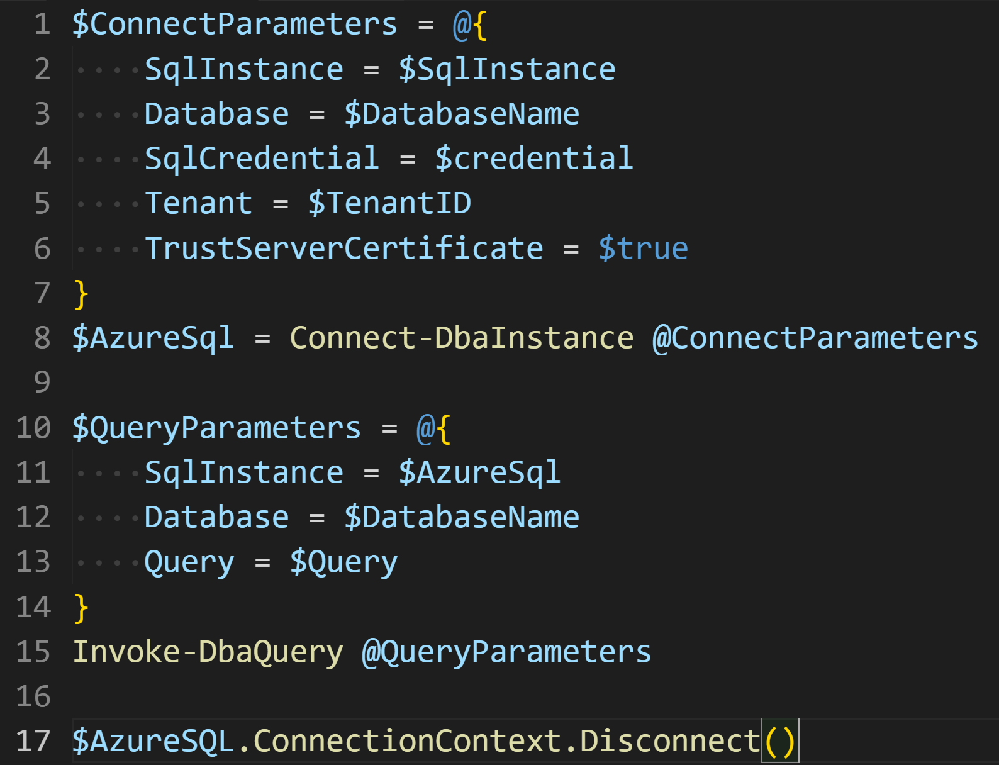 1 $ConnectParameters = @{
2 ····SqlInstance = $SqlInstance
3 ····Database = $DatabaseName
4 ····SqlCredential = $credential
5 ····Tenant = $TenantID
6 ····TrustServerCertificate = $true
7 }
8 $AzureSql = Connect-DbaInstance @ConnectParameters
9
10 $QueryParameters = @{
11 ····SqlInstance = $AzureSql
12 ····Database = $DatabaseName
13 ····Query = $Query
14 }
15 Invoke-DbaQuery @QueryParameters
16
17 $AzureSQL.ConnectionContext.Disconnect()